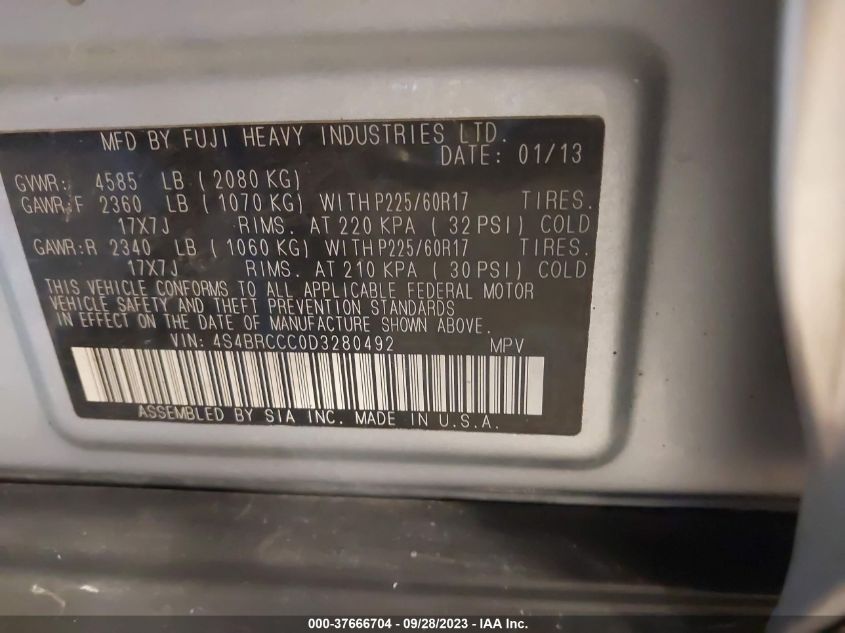 MFD BY FUJI HEAVY INDUSTRIES LTD.
DATE: 01/13
GVWR: 4585 LB (2080 KG)
GAWR:F 2360 LB (1070 KG) WITH P225/60R17 TIRES.
17X7J RIMS. AT 220 KPA (32 PSI) COLD
GAWR:R 2340 LB (1060 KG) WITH P225/60R17 TIRES.
17X7J RIMS. AT 210 KPA (30 PSI) COLD
THIS VEHICLE CONFORMS TO ALL APPLICABLE FEDERAL MOTOR
VEHICLE SAFETY AND THEFT PREVENTION STANDARDS
IN EFFECT ON THE DATE OF MANUFACTURE SHOWN ABOVE.
VIN: 4S4BRCCC0D3280492 MPV
ASSEMBLED BY SIA INC. MADE IN U.S.A.
000-37666704 - 09/28/2023 - IAA Inc.